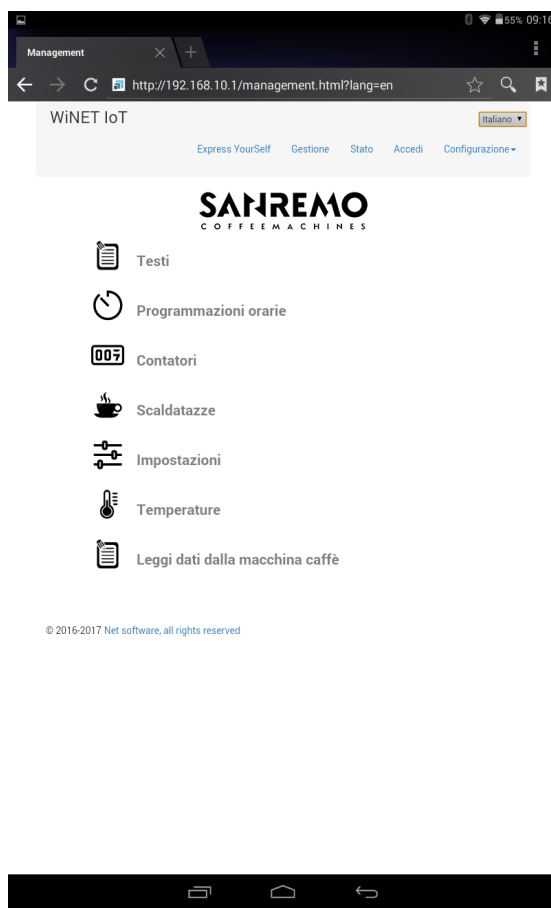 55% 09:16
Management
http://192.168.10.1/management.html?lang=en
WiNET IoT
Italiano
Express YourSelf Gestione Stato Accedi Configurazione
SANREMO
COFFEEMACHINES
Testi
Programmazioni orarie
007 Contatori
Scaldatazze
Impostazioni
Temperature
Leggi dati dalla macchina caffè
© 2016-2017 Net software, all rights reserved